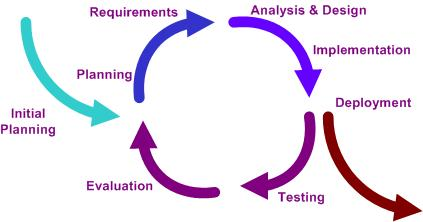 Requirements
Analysis & Design
Implementation
Planning
Deployment
Initial
Planning
Evaluation
Testing